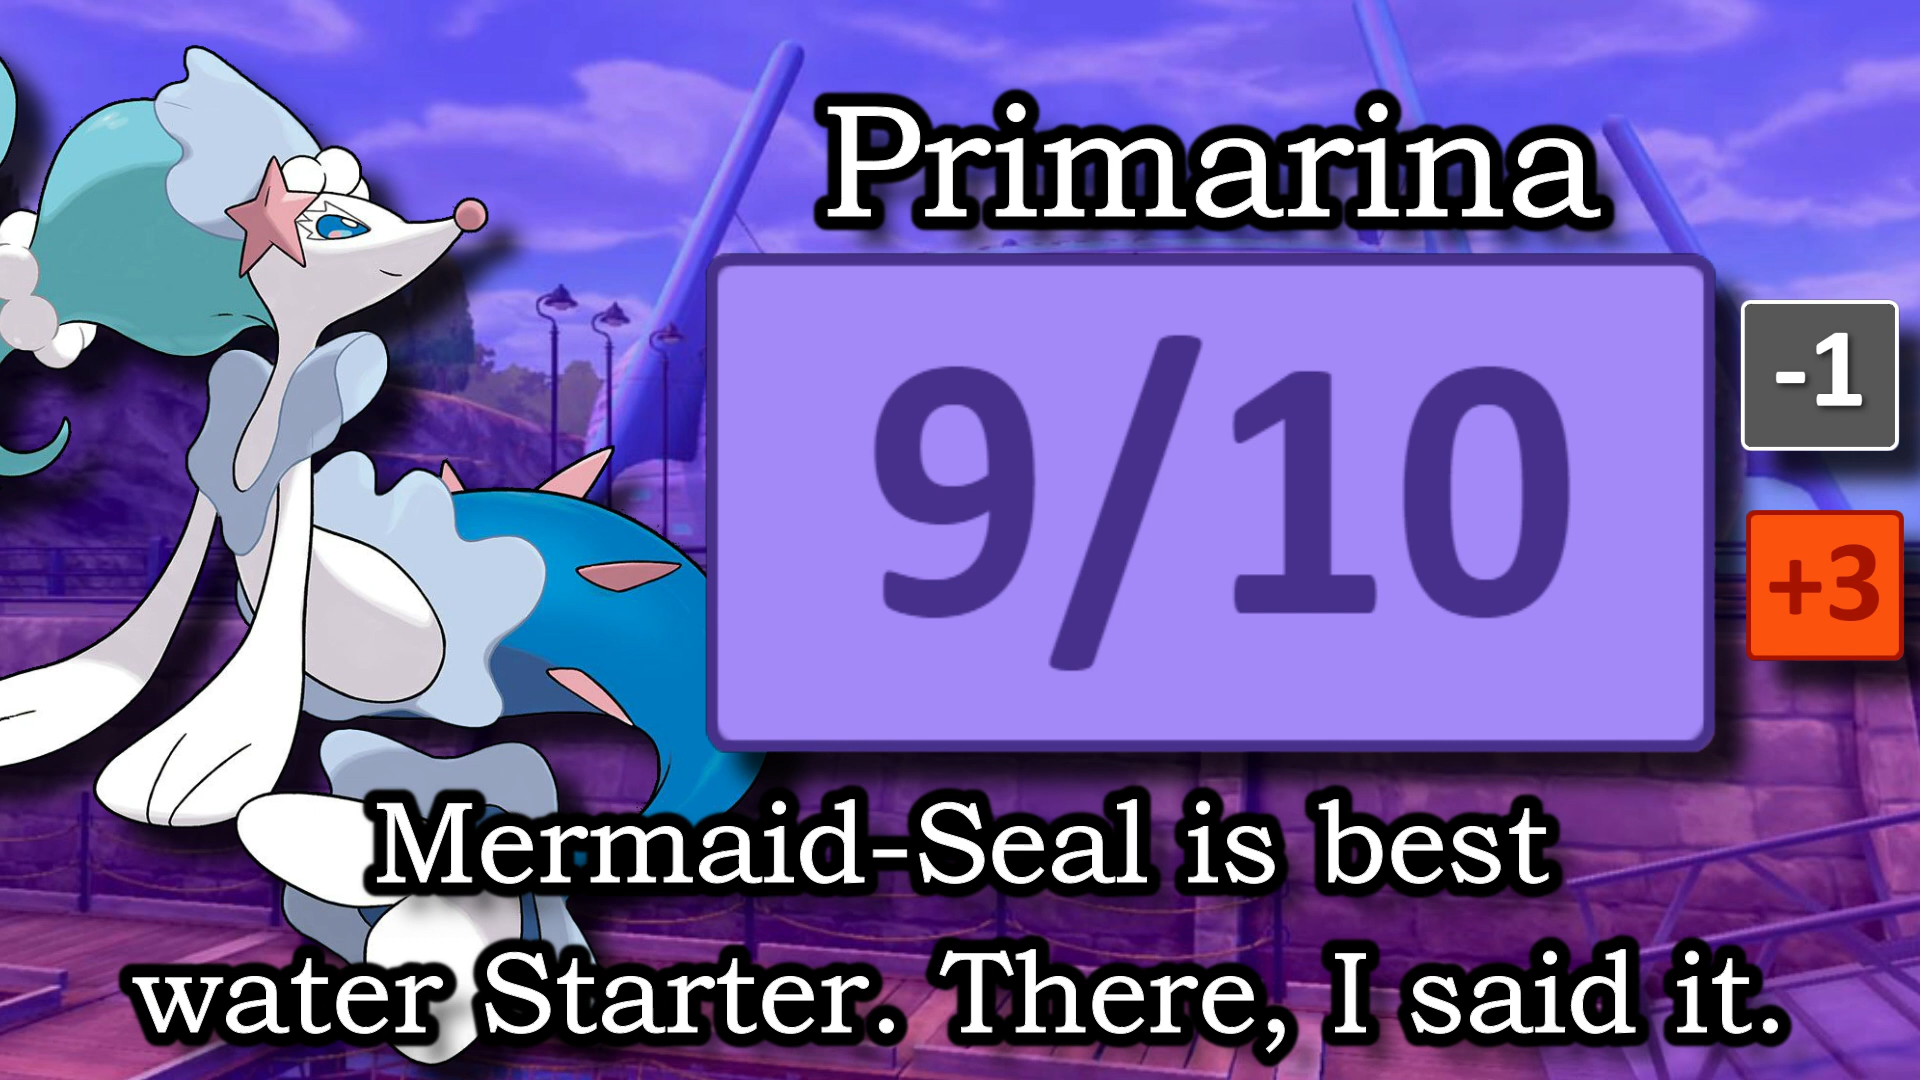 Primarina
9/10
-1
+3
Mermaid-Seal is best
water Starter. There, I said it.